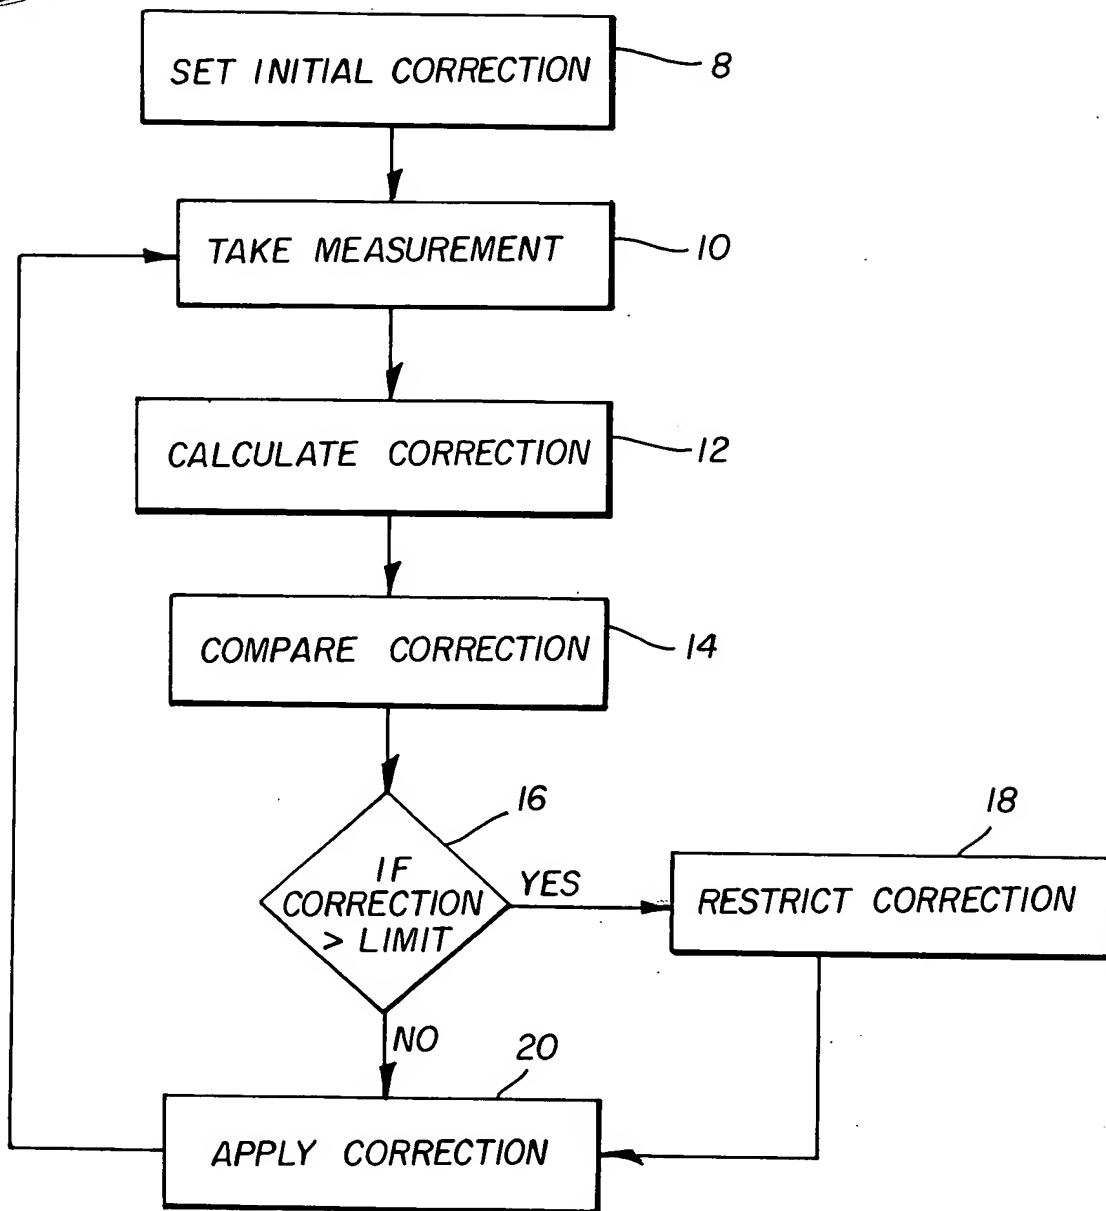 SET INITIAL CORRECTION
8
TAKE MEASUREMENT
10
CALCULATE CORRECTION
12
COMPARE CORRECTION
14
16
IF
CORRECTION
> LIMIT
YES
18
RESTRICT CORRECTION
NO
20
APPLY CORRECTION